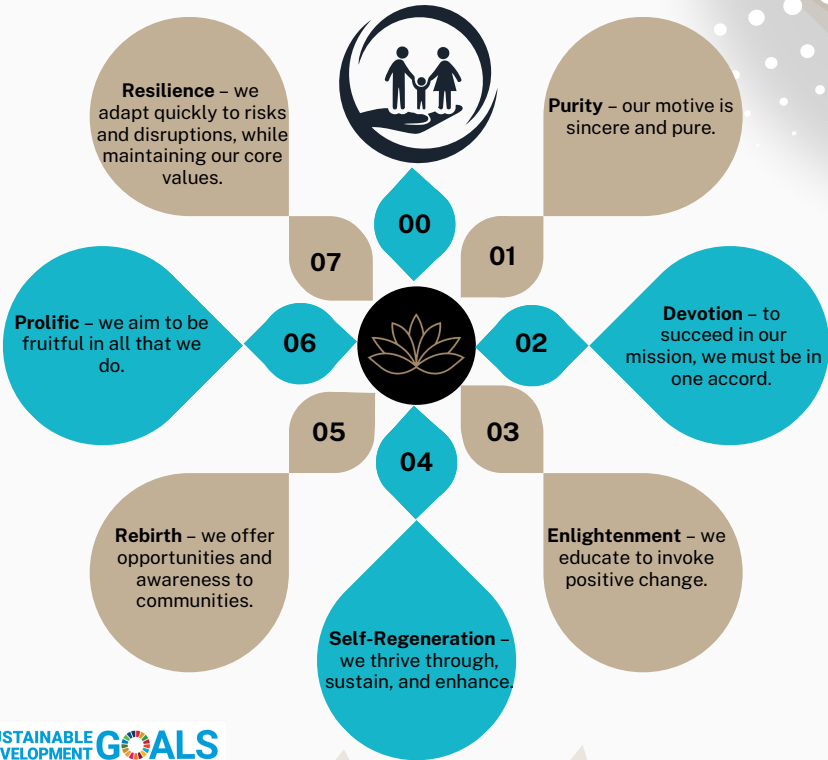 00
01
Purity – our motive is
sincere and pure.
02
Devotion – to
succeed in our
mission, we must be in
one accord.
03
Enlightenment – we
educate to invoke
positive change.
04
Self-Regeneration –
we thrive through,
sustain, and enhance.
05
Rebirth – we offer
opportunities and
awareness to
communities.
06
Prolific – we aim to be
fruitful in all that we
do.
07
Resilience – we
adapt quickly to risks
and disruptions, while
maintaining our core
values.
STAINABLE
VELOPMENT
GOALS